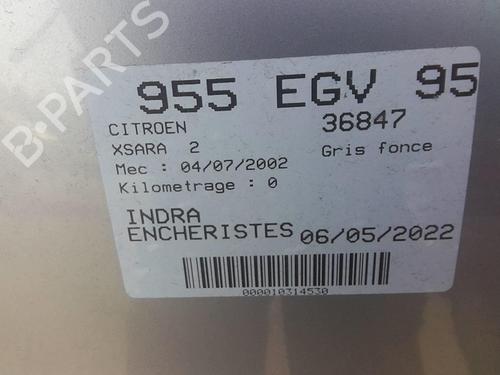 955 EGV 95
CITROEN 36847
XSARA 2 Gris fonce
Mec : 04/07/2002
Kilometrage : 0
INDRA
ENCHERISTES 06/05/2022
000010314530
B-PARTS